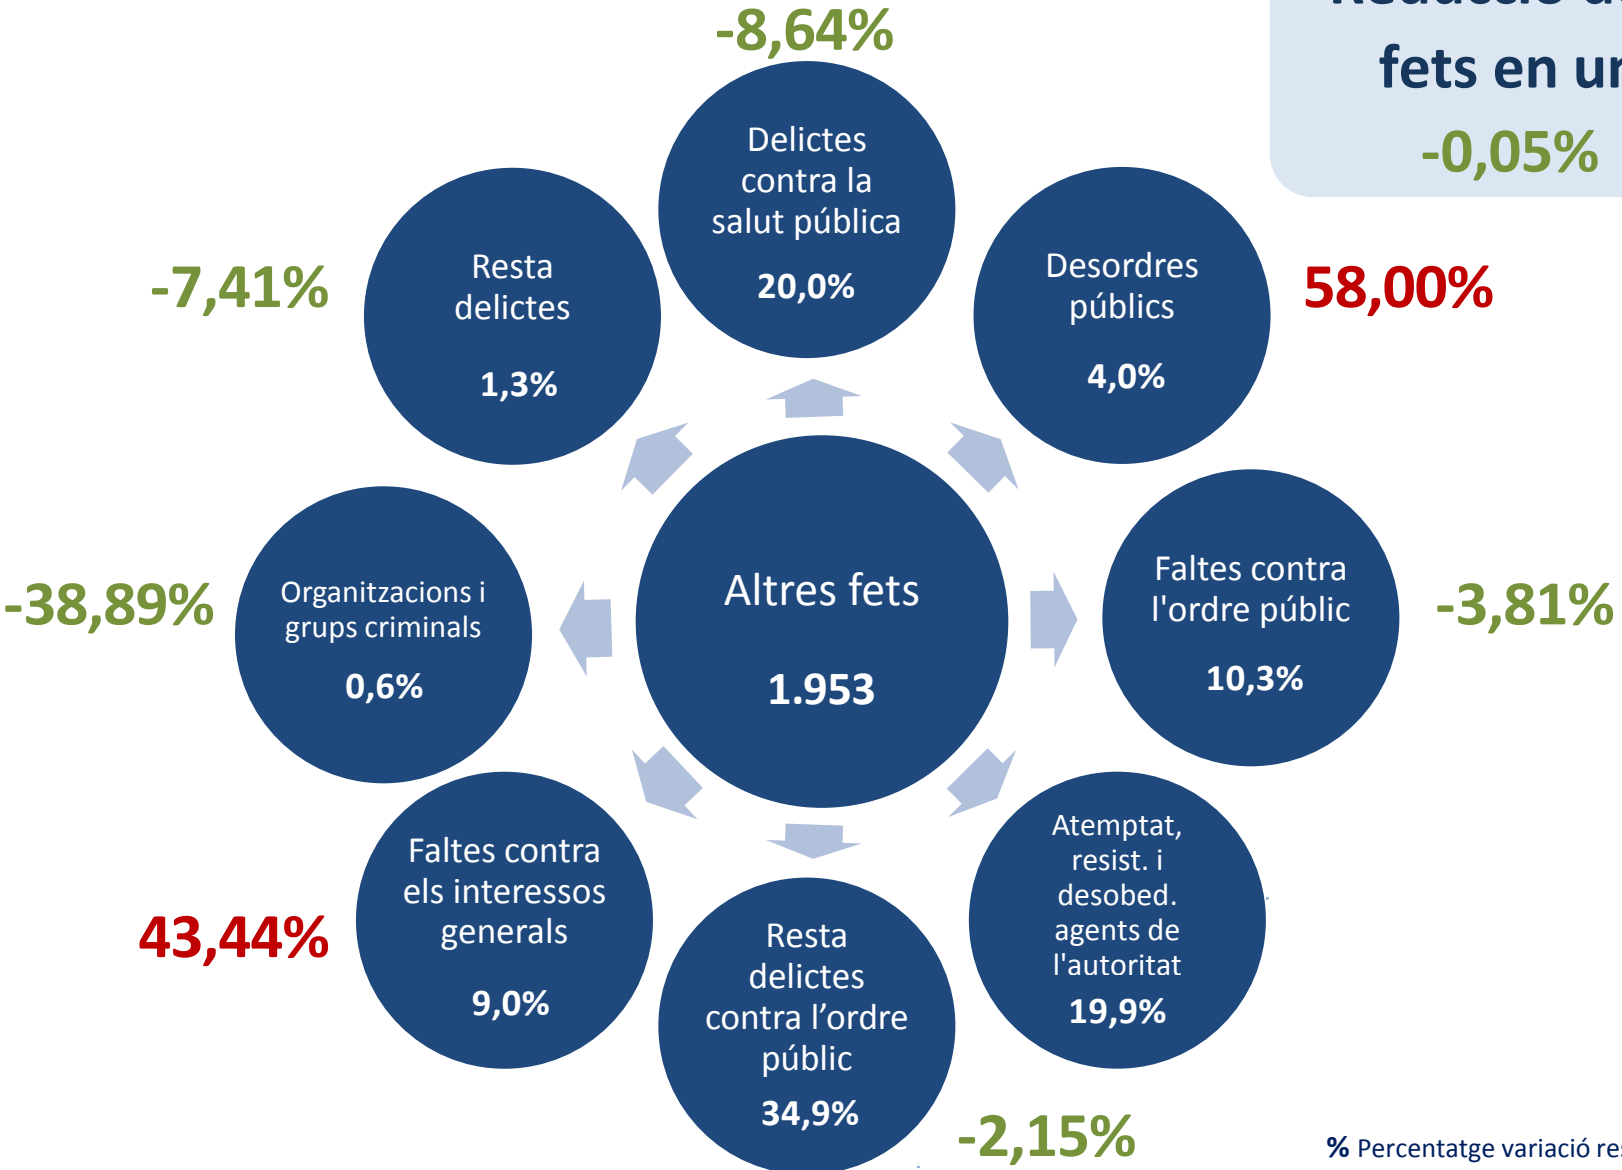 -8,64%
fets en un
-0,05%
Delictes
contra la
salut pública
20,0%
Desordres
públics
4,0%
58,00%
Faltes contra
l'ordre públic
10,3%
-3,81%
Atemptat,
resist. i
desobed.
agents de
l'autoritat
19,9%
Resta
delictes
contra l’ordre
públic
34,9%
-2,15%
Faltes contra
els interessos
generals
9,0%
43,44%
Organitzacions i
grups criminals
0,6%
-38,89%
Resta
delictes
1,3%
-7,41%
Altres fets
1.953
% Percentatge variació